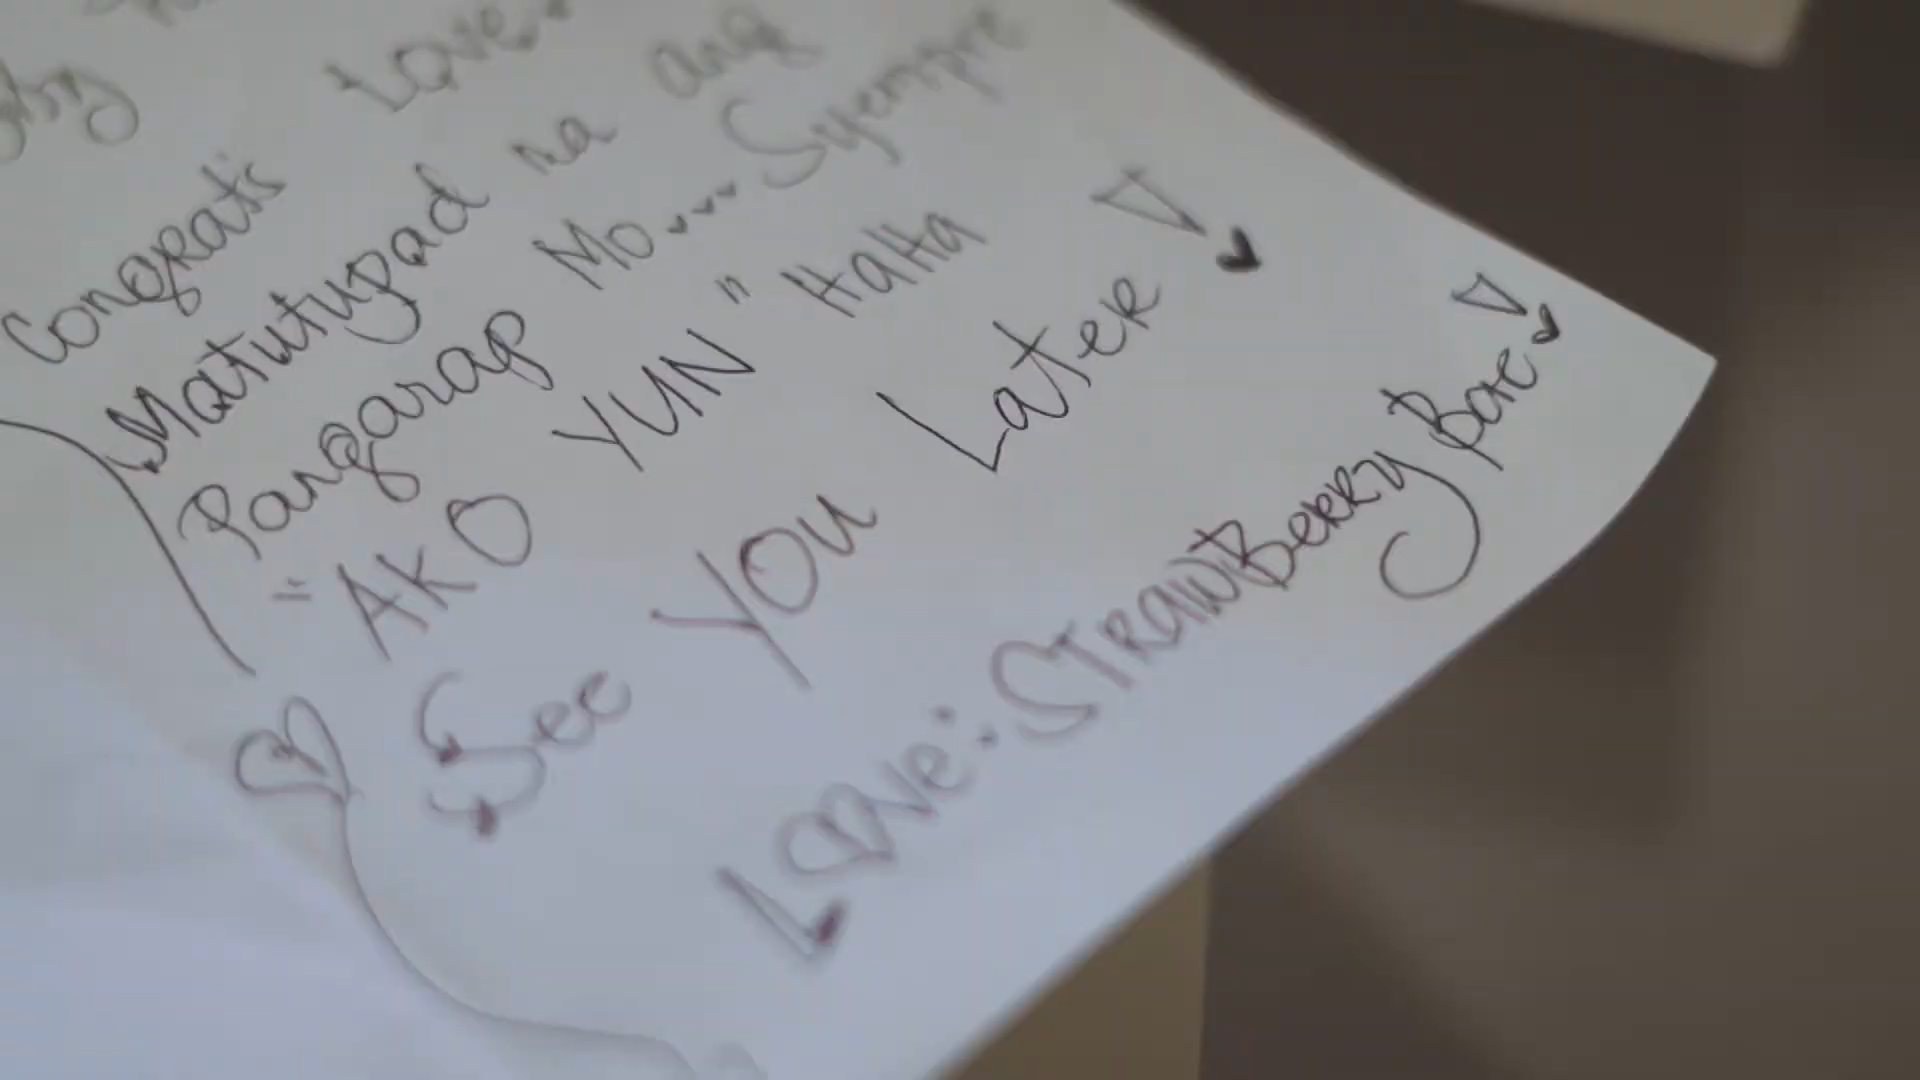 Love..
Congrats
Matutupad na ang
Pangarap Mo.... Syempre
"AKO YUN" HaHa
See YOU Later
Love: STRAWBerry Bae